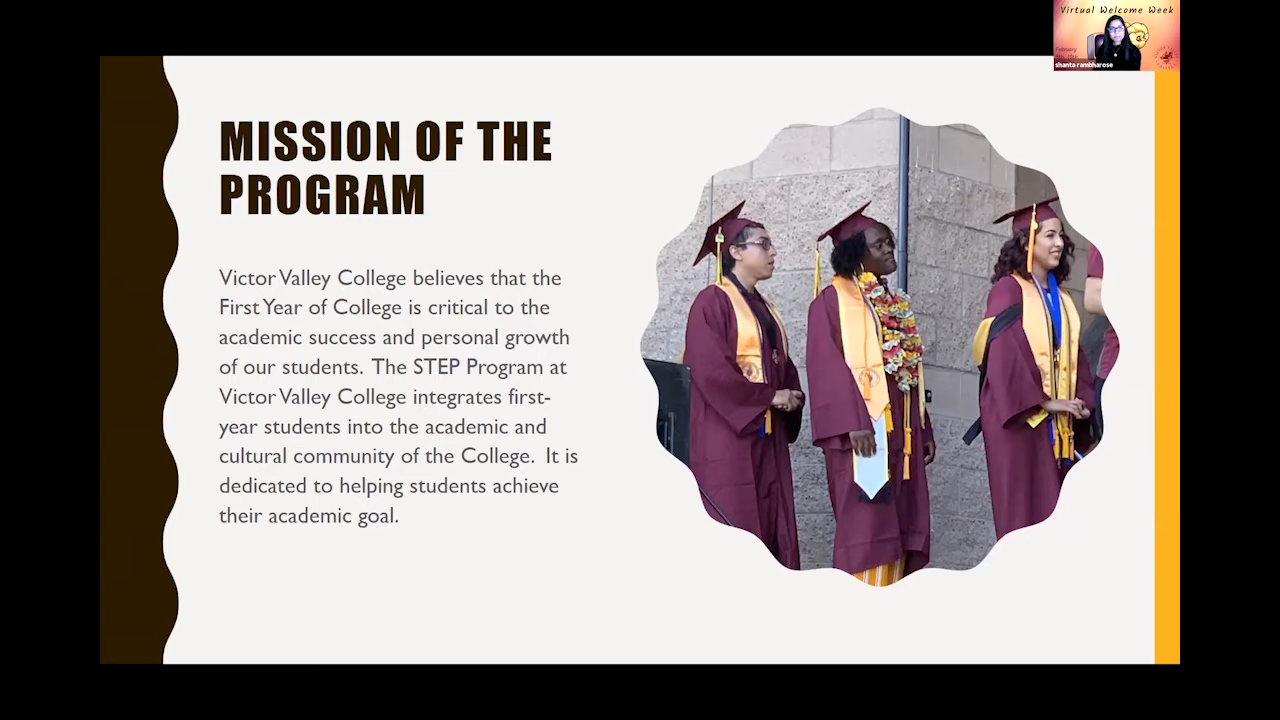 Virtual Welcome Week
February
shanta rambharose
MISSION OF THE
PROGRAM
Victor Valley College believes that the
First Year of College is critical to the
academic success and personal growth
of our students. The STEP Program at
Victor Valley College integrates first-
year students into the academic and
cultural community of the College. It is
dedicated to helping students achieve
their academic goal.